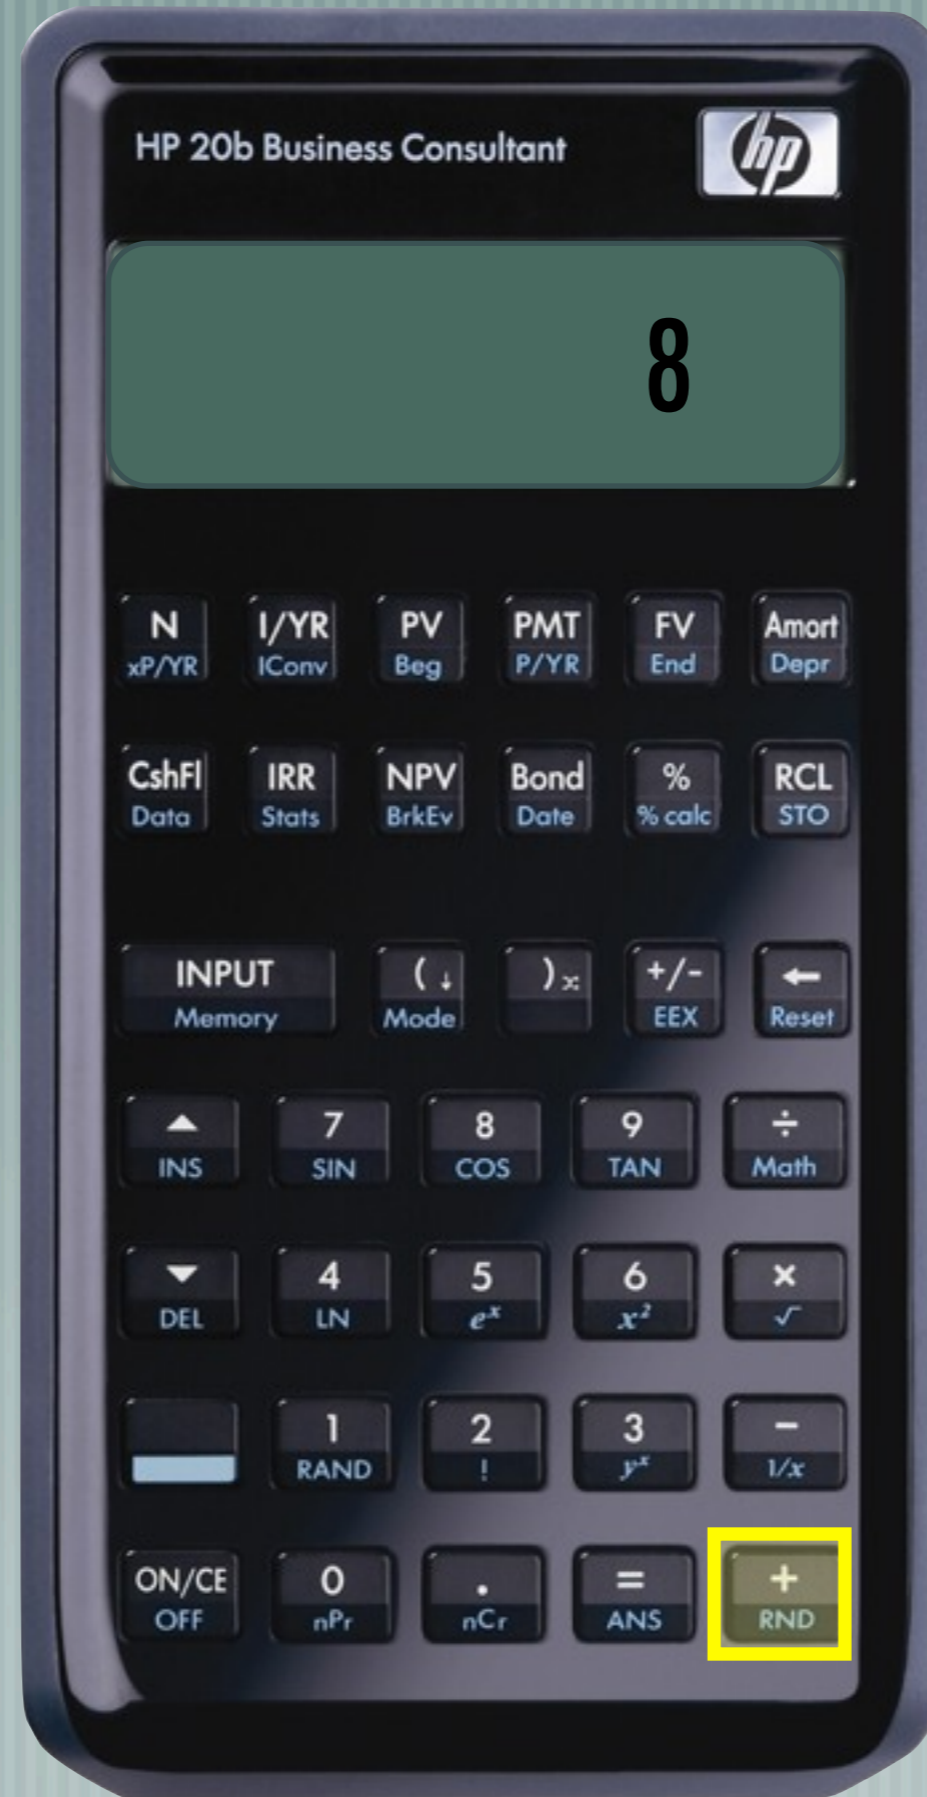 HP 20b Business Consultant
hp
8
N I/YR PV PMT FV Amort
xP/YR IConv Beg P/YR End Depr
CshFl IRR NPV Bond % RCL
Data Stats BrkEv Date % calc STO
INPUT ( ↓ ) x +/- ←
Memory Mode EEX Reset
▲ 7 8 9 ÷
INS SIN COS TAN Math
▼ 4 5 6 ×
DEL LN eˣ x² √
1 2 3 −
RAND ! yˣ 1/x
ON/CE 0 . = +
OFF nPr nCr ANS RND